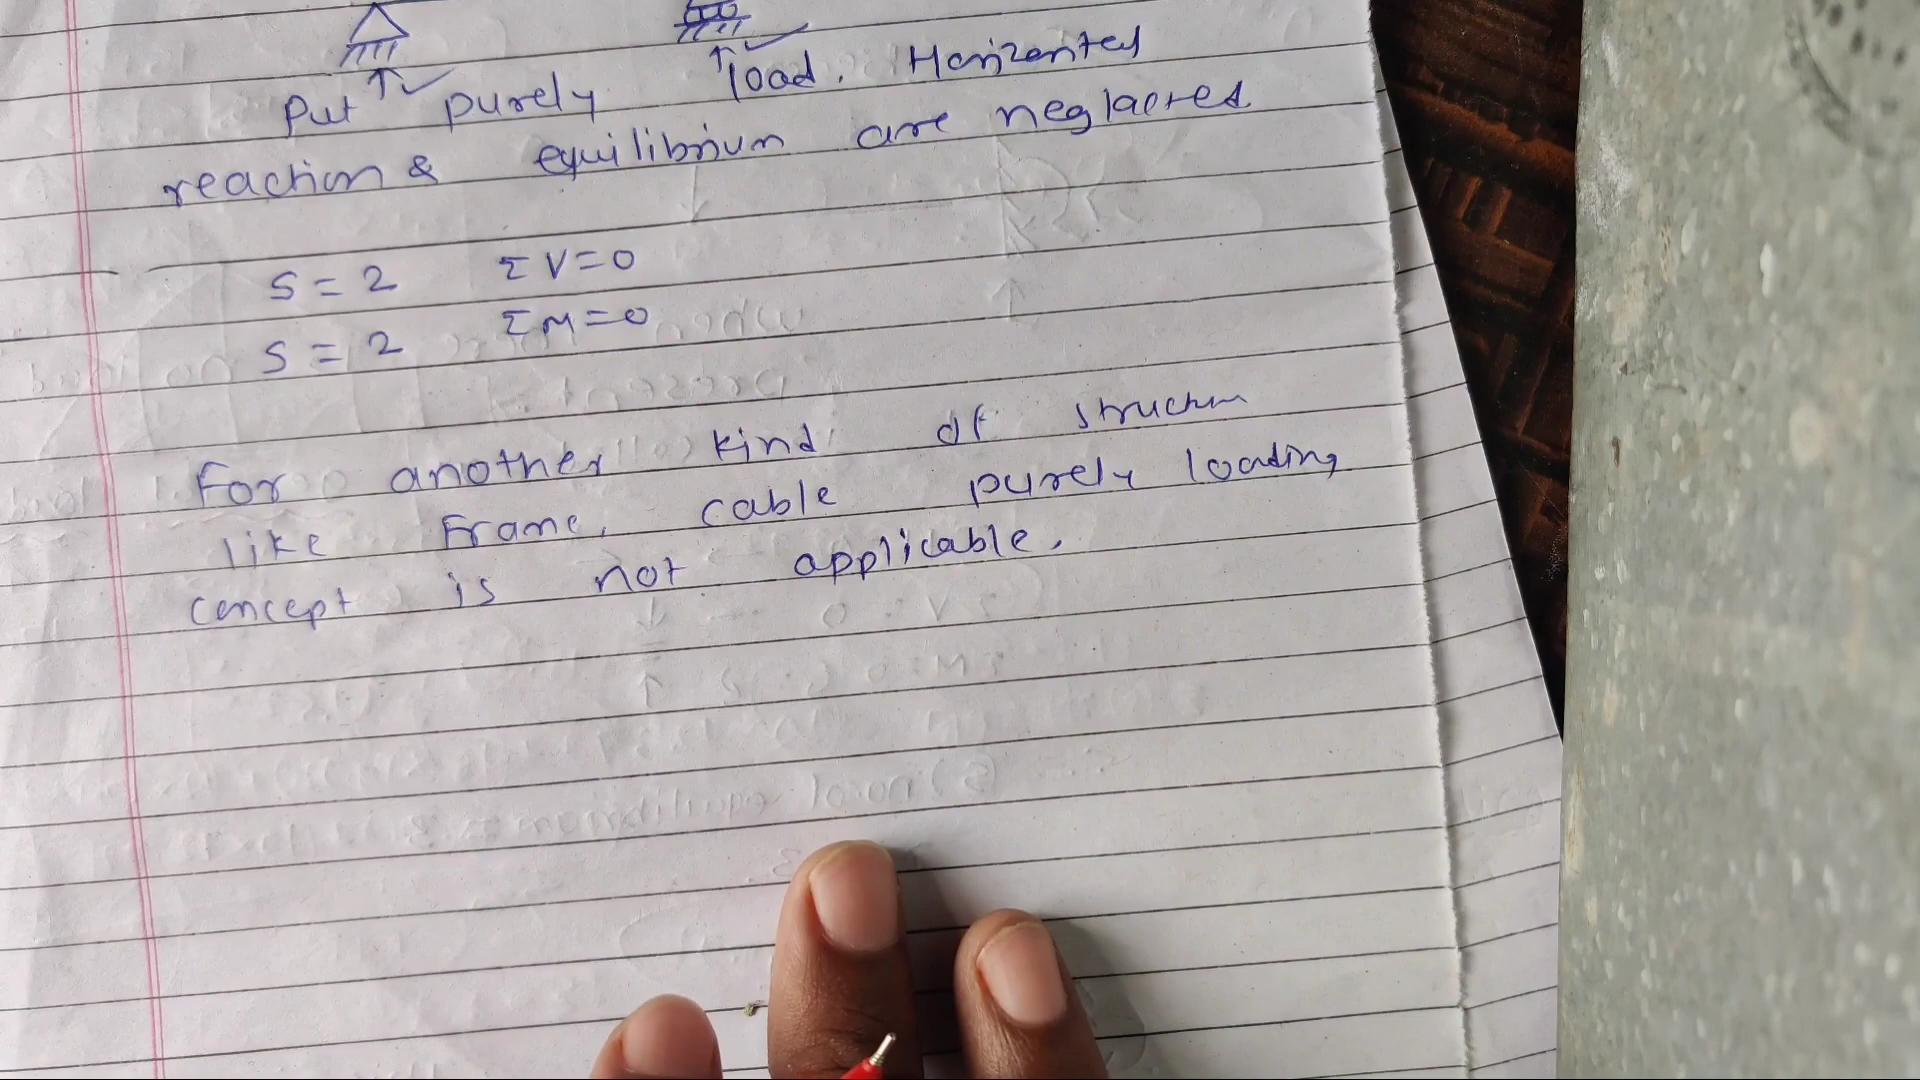 Put purely load. Horizontal
reaction & equilibrium are neglacted
S = 2 ΣV=0
S = 2 ΣM=0
For another kind of structure
like Frame, cable purely loading
concept is not applicable.